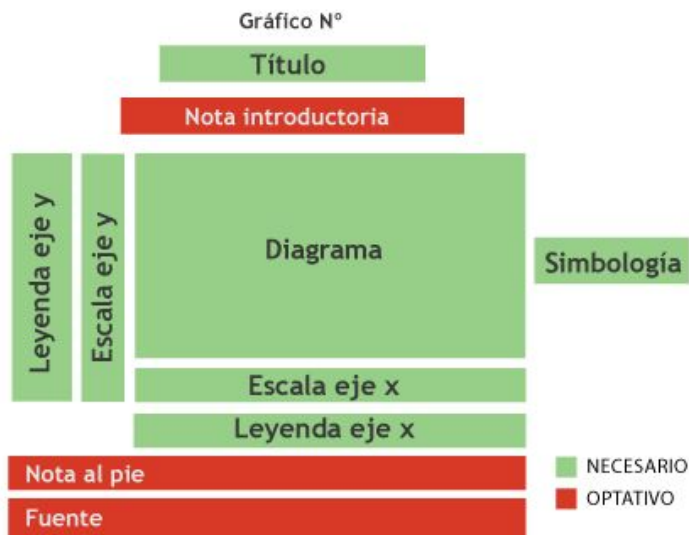 Gráfico Nº
Título
Nota introductoria
Leyenda eje y
Escala eje y
Diagrama
Simbología
Escala eje x
Leyenda eje x
Nota al pie
Fuente
NECESARIO
OPTATIVO